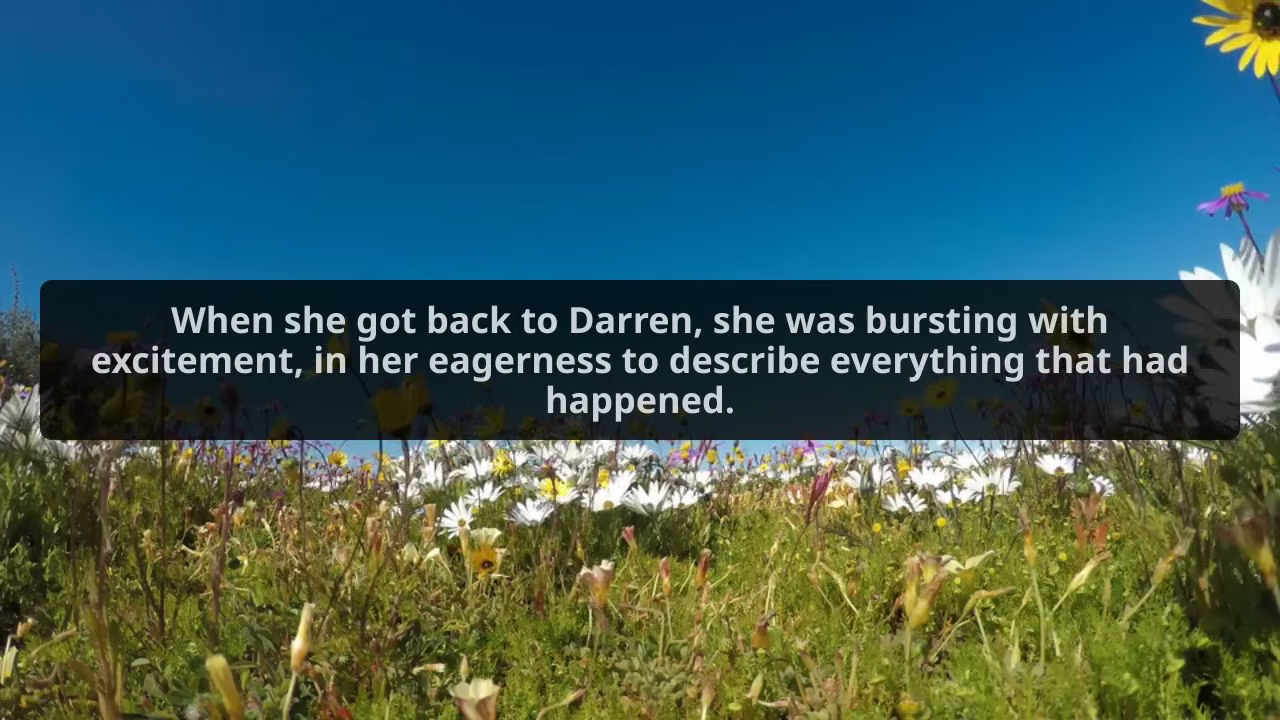 When she got back to Darren, she was bursting with
excitement, in her eagerness to describe everything that had
happened.